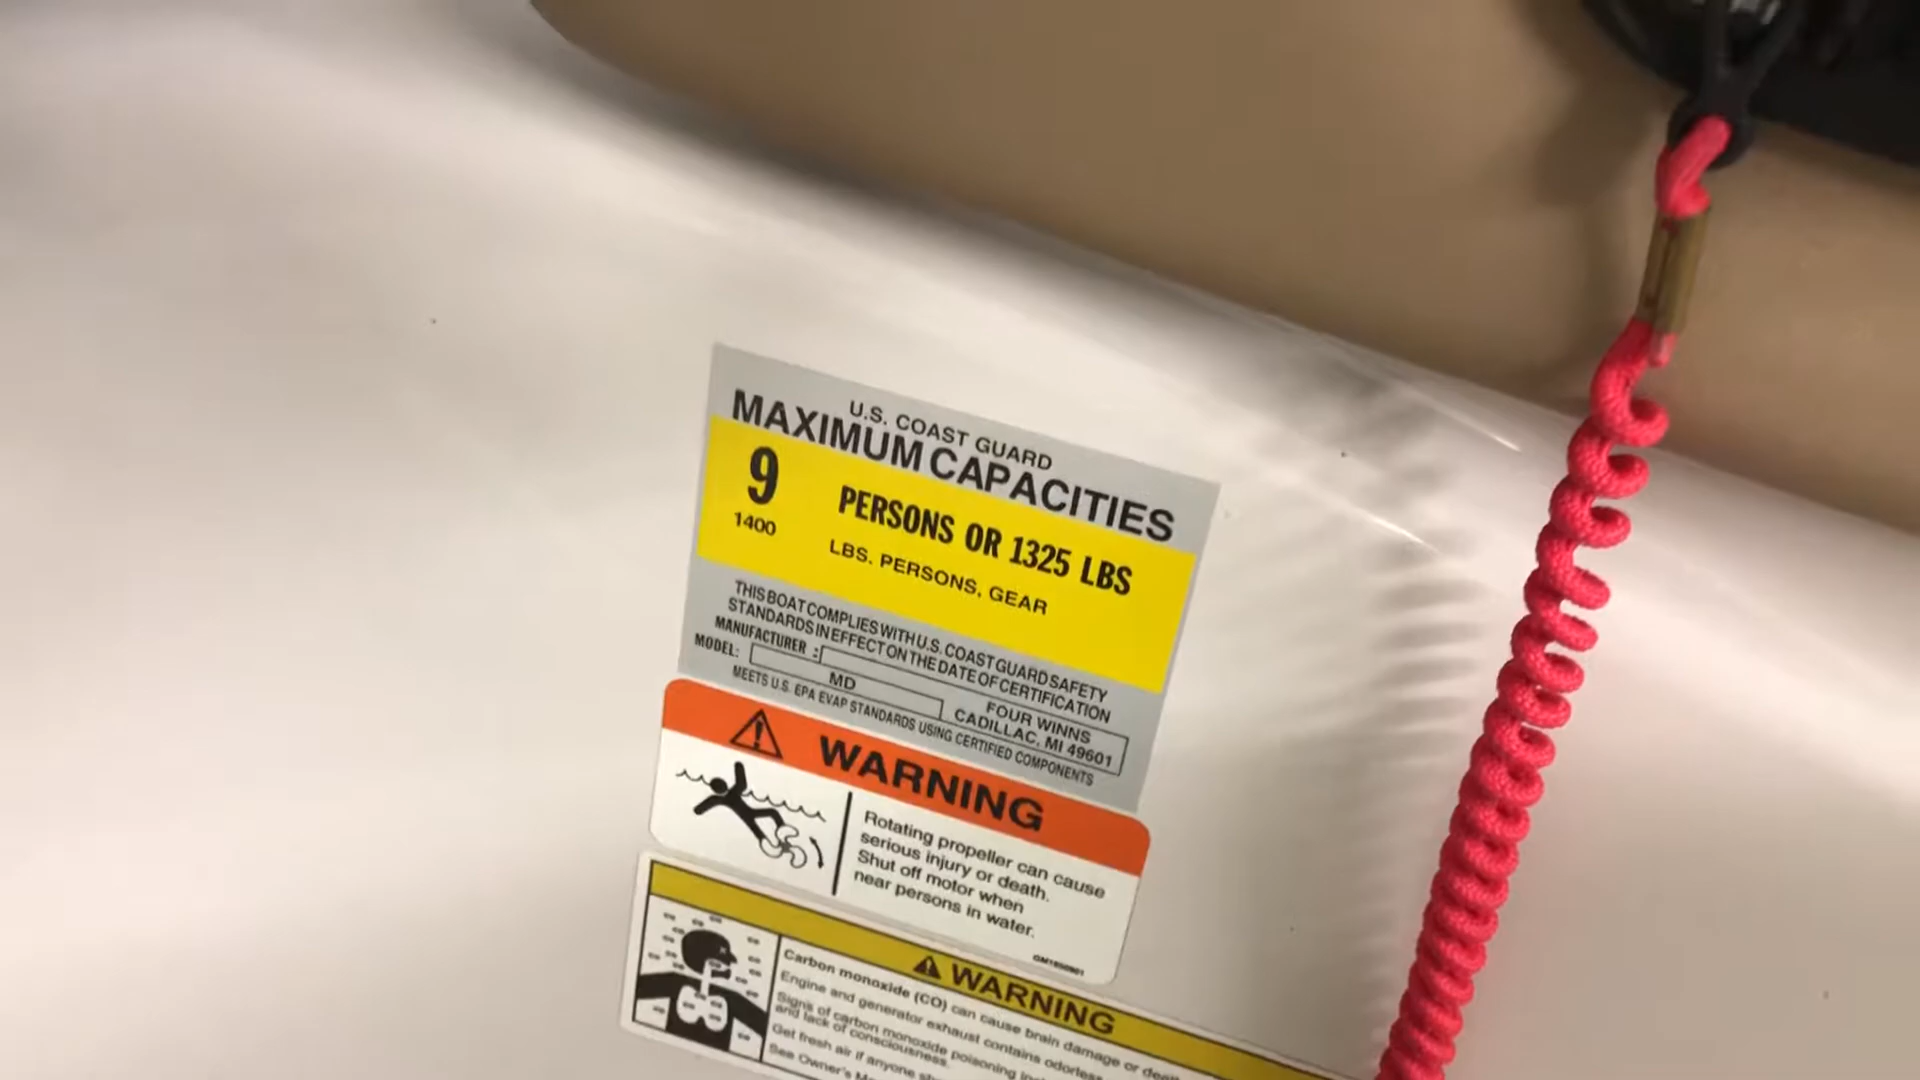 U.S. COAST GUARD
MAXIMUM CAPACITIES
9 PERSONS OR 1325 LBS
1400 LBS. PERSONS, GEAR
THIS BOAT COMPLIES WITH U.S. COAST GUARD SAFETY
STANDARDS IN EFFECT ON THE DATE OF CERTIFICATION
MANUFACTURER :
MODEL:
MD
FOUR WINNS
CADILLAC, MI 49601
MEETS U.S. EPA EVAP STANDARDS USING CERTIFIED COMPONENTS
WARNING
Rotating propeller can cause
serious injury or death.
Shut off motor when
near persons in water.
WARNING
Carbon monoxide (CO) can cause brain damage or
Engine and generator exhaust contains
Signs of carbon monoxide poisoning
and lack of consciousness.
Get fresh air if anyone
See Owner's